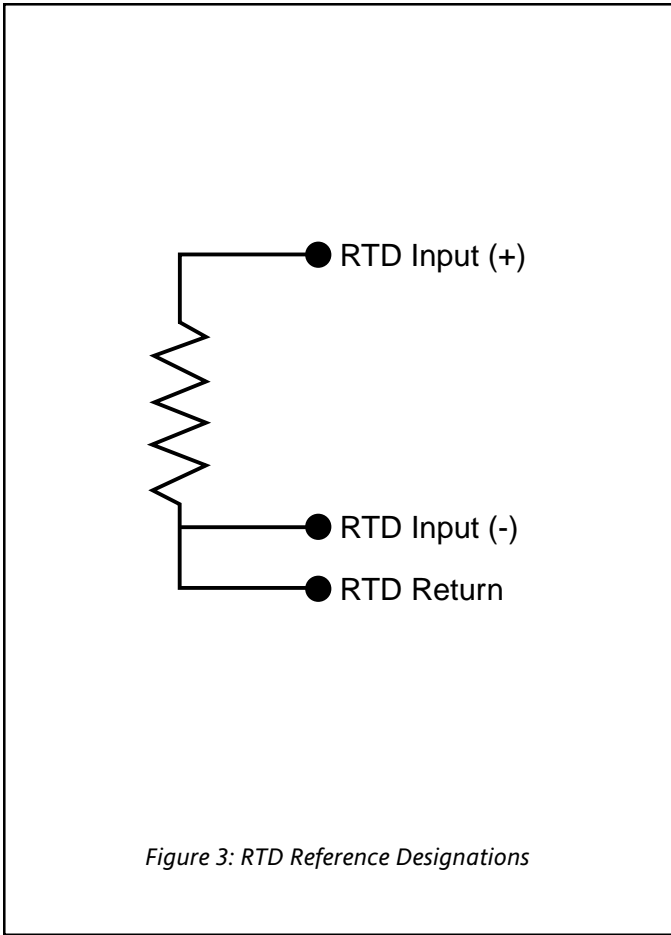 RTD Input (+)
RTD Input (-)
RTD Return
Figure 3: RTD Reference Designations